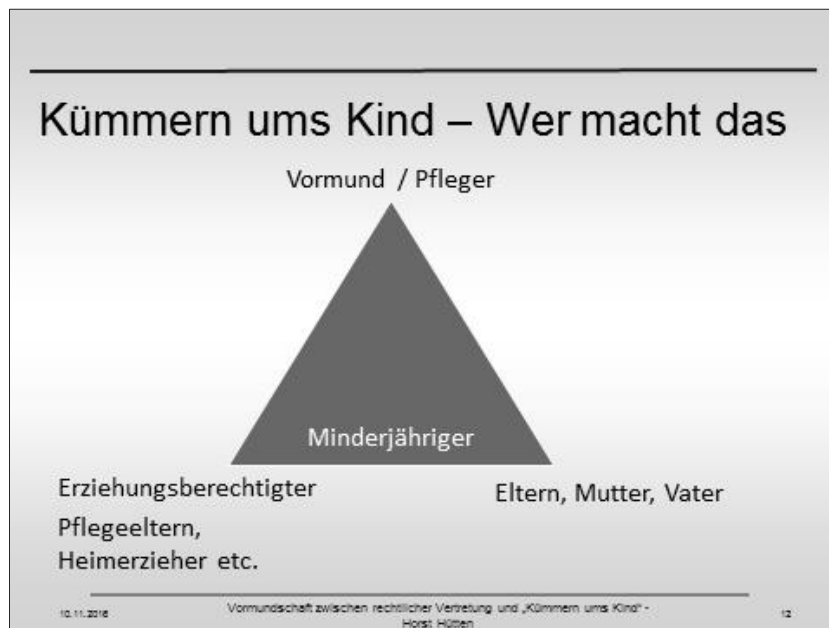 Kümmern ums Kind – Wer macht das
Vormund / Pfleger
Minderjähriger
Erziehungsberechtigter
Pflegeeltern,
Heimerzieher etc.
Eltern, Mutter, Vater
10.11.2016
Vormundschaft zwischen rechtlicher Vertretung und „Kümmern ums Kind“ -
Horst Hütten
12